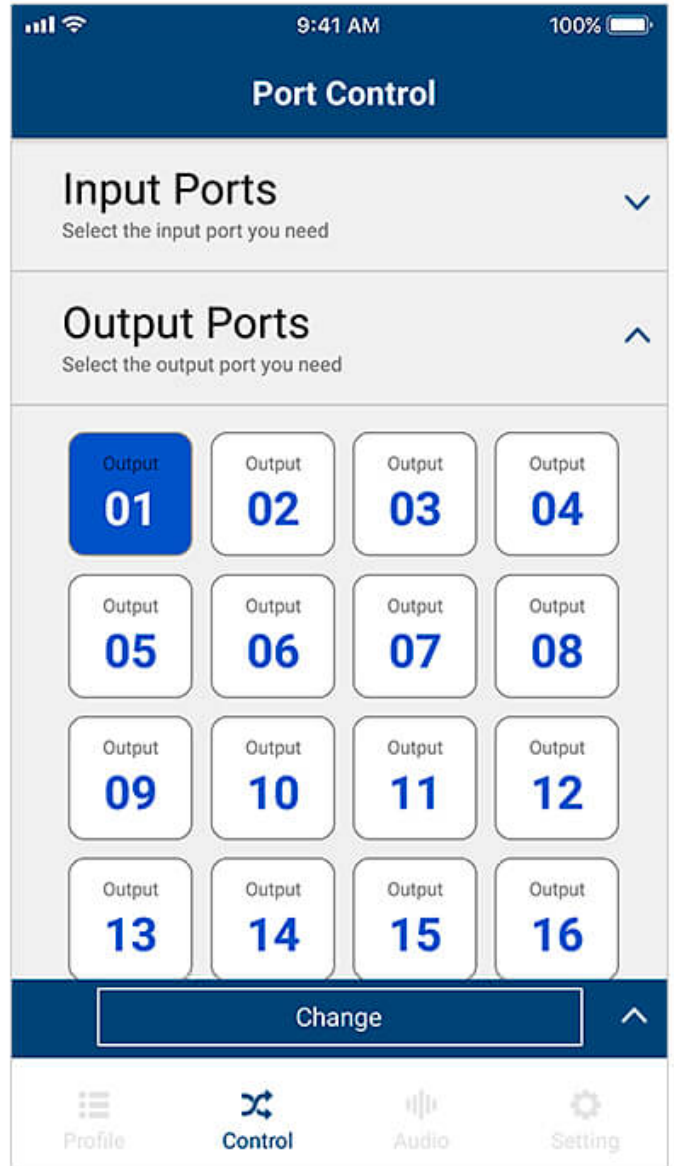 9:41 AM 100%
Port Control
Input Ports
Select the input port you need
Output Ports
Select the output port you need
Output Output Output Output
01 02 03 04
Output Output Output Output
05 06 07 08
Output Output Output Output
09 10 11 12
Output Output Output Output
13 14 15 16
Change
Profile Control Audio Setting